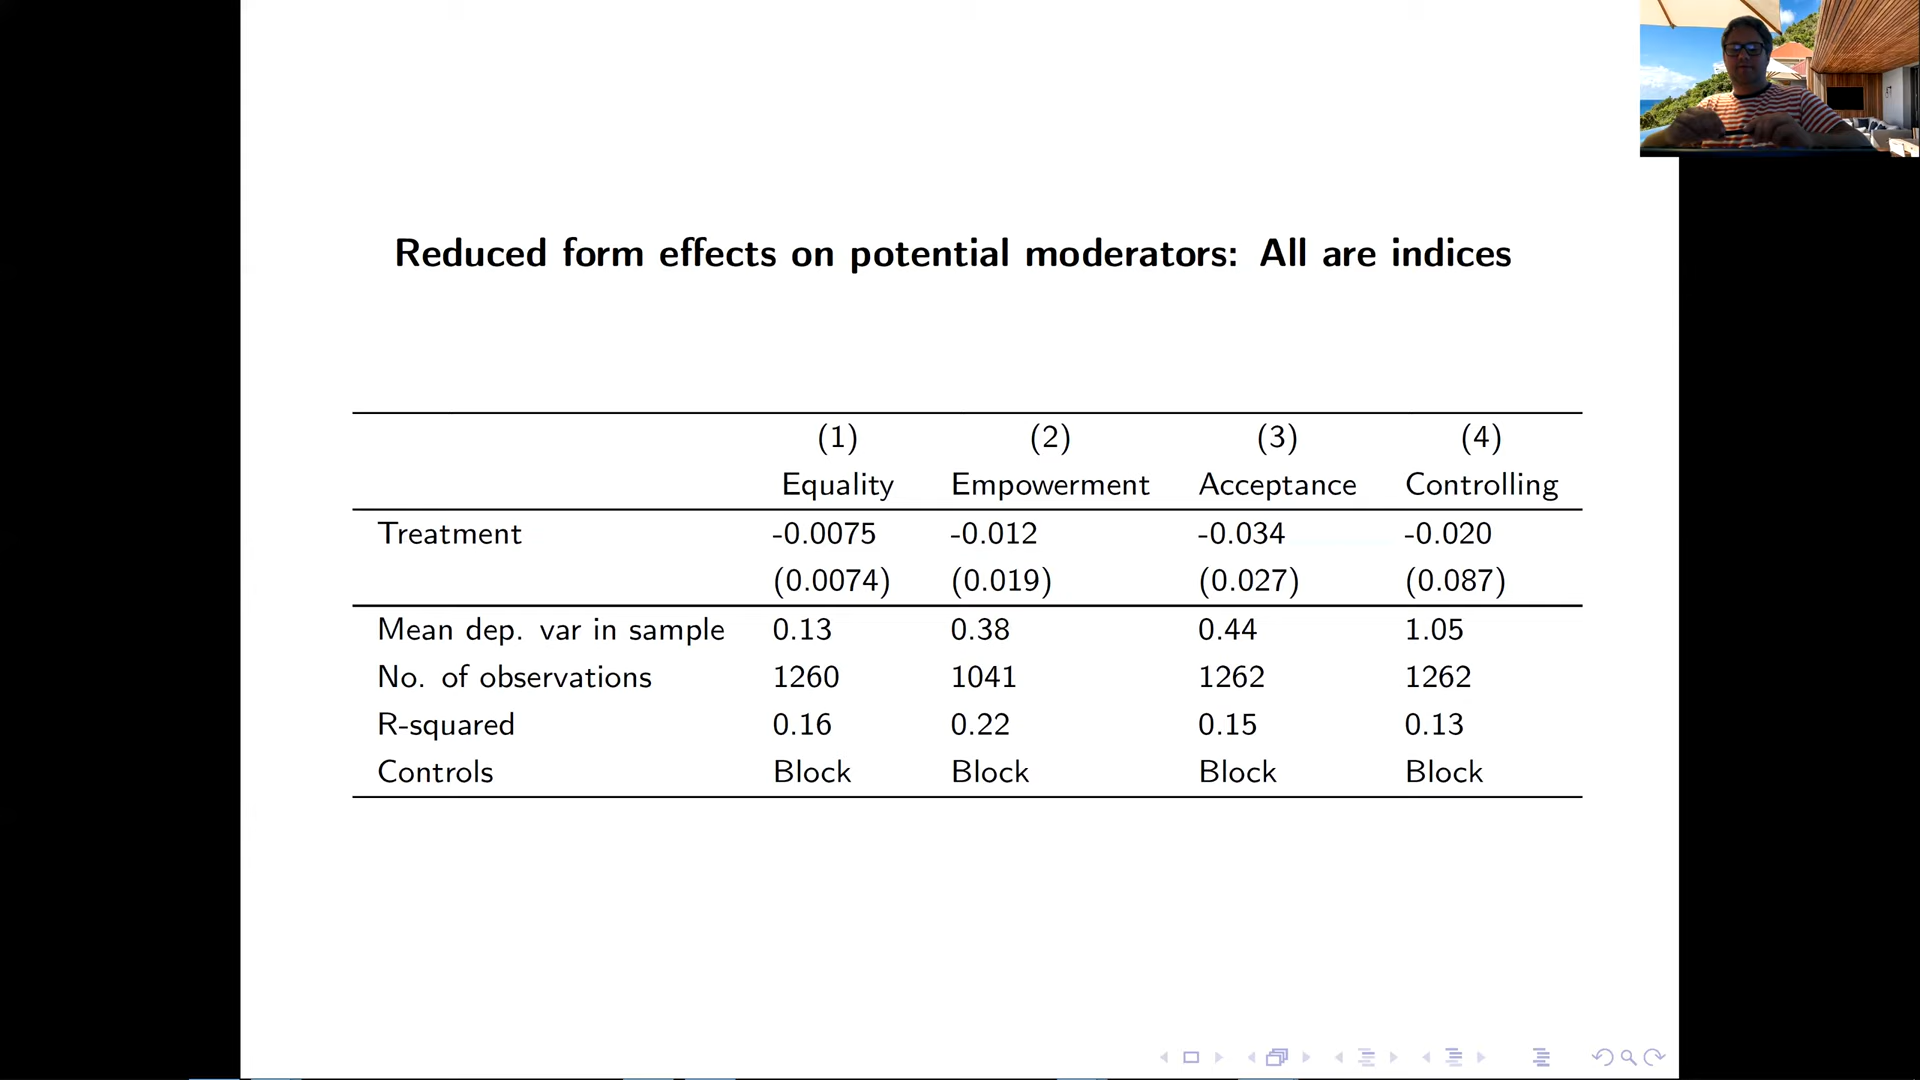 Reduced form effects on potential moderators: All are indices
(1) (2) (3) (4)
Equality Empowerment Acceptance Controlling
Treatment -0.0075 -0.012 -0.034 -0.020
(0.0074) (0.019) (0.027) (0.087)
Mean dep. var in sample 0.13 0.38 0.44 1.05
No. of observations 1260 1041 1262 1262
R-squared 0.16 0.22 0.15 0.13
Controls Block Block Block Block